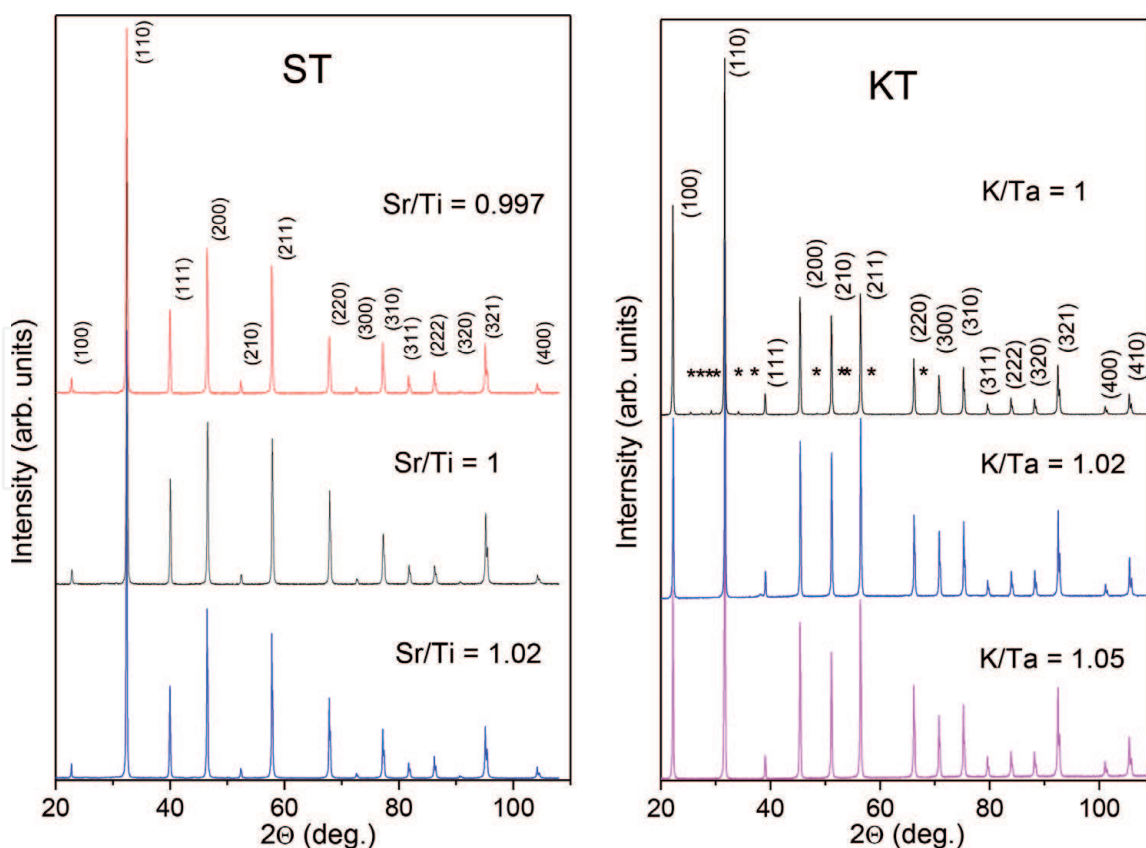 ST
(110)
Sr/Ti = 0.997
(100)
(111)
(200)
(210)
(211)
(220)
(300)
(310)
(311)
(222)
(320)
(321)
(400)
Sr/Ti = 1
Sr/Ti = 1.02
Intensity (arb. units)
20 40 60 80 100
2Θ (deg.)
KT
(110)
K/Ta = 1
(100)
**** * *
(111)
(200)
* **
(210)
(211)
*
(220)
*
(300)
(310)
(311)
(222)
(320)
(321)
(400)
(410)
K/Ta = 1.02
K/Ta = 1.05
Internsity (arb. units)
20 40 60 80 100
2Θ (deg.)